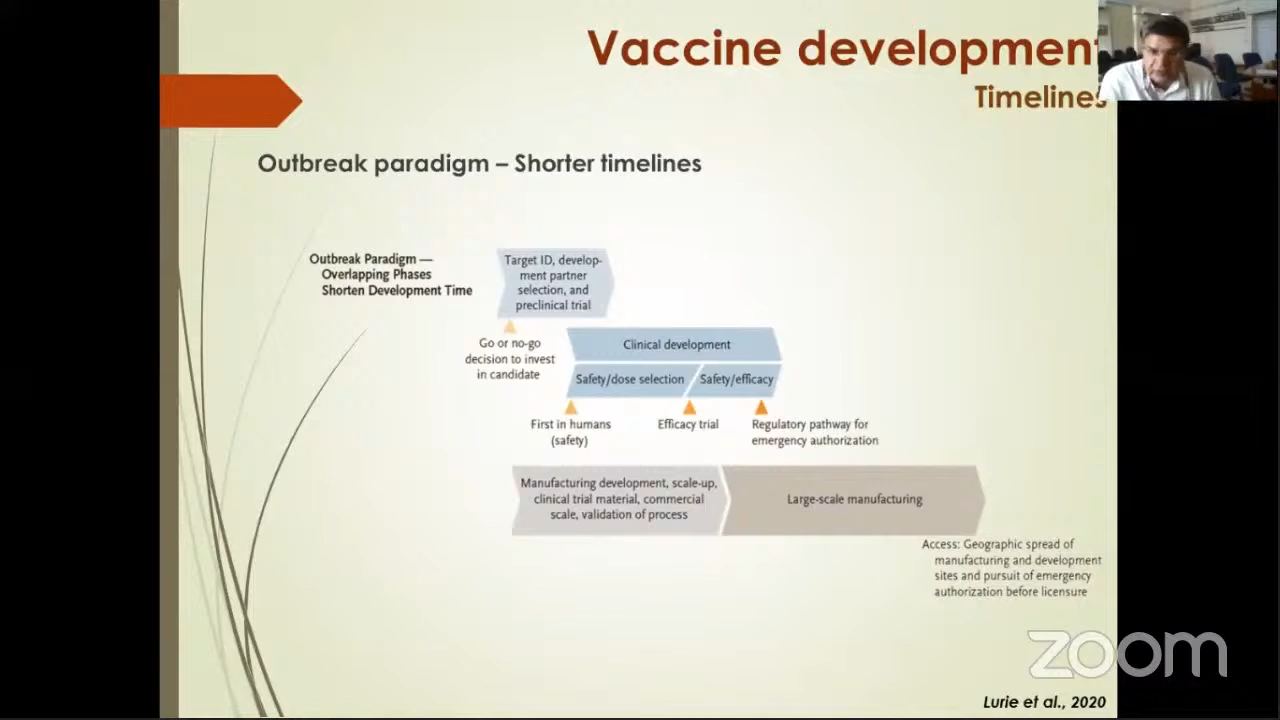 Vaccine development
Timelines
Outbreak paradigm – Shorter timelines
Outbreak Paradigm —
Overlapping Phases
Shorten Development Time
Target ID, develop-
ment partner
selection, and
preclinical trial
Go or no-go
decision to invest
in candidate
Clinical development
Safety/dose selection
Safety/efficacy
First in humans
(safety)
Efficacy trial
Regulatory pathway for
emergency authorization
Manufacturing development, scale-up,
clinical trial material, commercial
scale, validation of process
Large-scale manufacturing
Access: Geographic spread of
manufacturing and development
sites and pursuit of emergency
authorization before licensure
zoom
Lurie et al., 2020